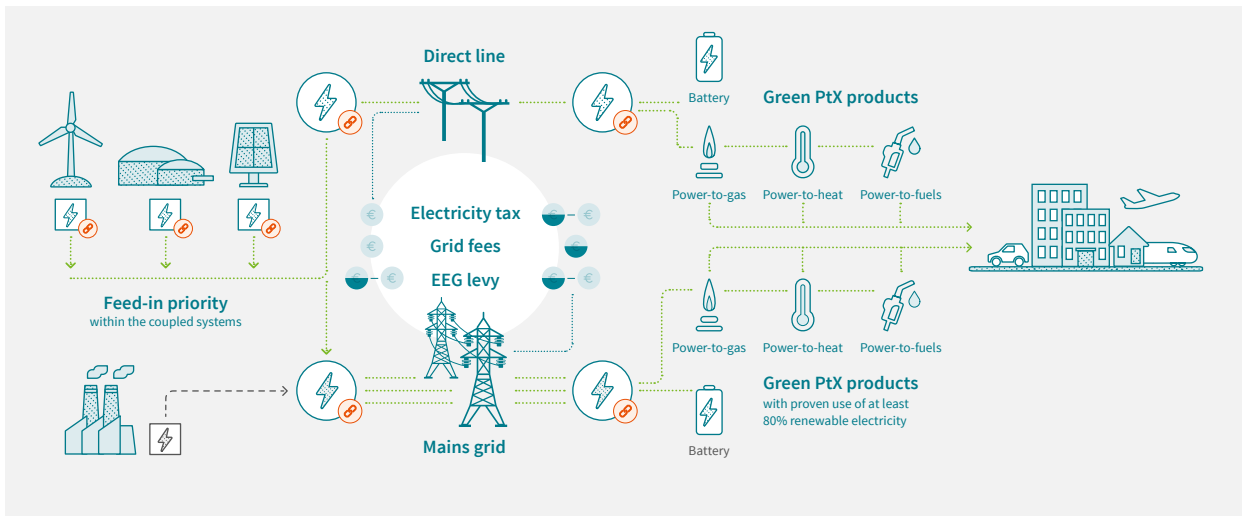 Direct line
Battery
Green PtX products
Power-to-gas
Power-to-heat
Power-to-fuels
€
Electricity tax
€ €
€
Grid fees
€
€ €
EEG levy
€ €
Feed-in priority
within the coupled systems
Power-to-gas
Power-to-heat
Power-to-fuels
Green PtX products
with proven use of at least
80% renewable electricity
Mains grid
Battery